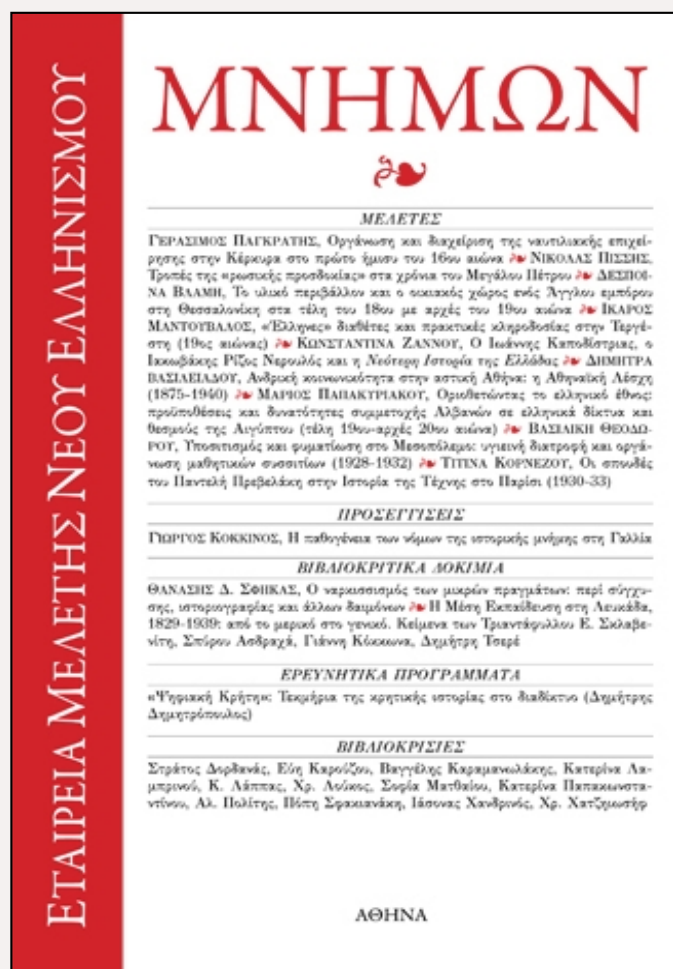 ΕΤΑΙΡΕΙΑ ΜΕΛΕΤΗΣ ΝΕΟΥ ΕΛΛΗΝΙΣΜΟΥ
ΜΝΗΜΩΝ
ΜΕΛΕΤΕΣ
ΓΕΡΑΣΙΜΟΣ ΠΑΓΚΡΑΤΗΣ, Οργάνωση και διαχείριση της ναυτιλιακής επιχεί-
ρησης στην Κέρκυρα στο πρώτο ήμισυ του 16ου αιώνα ❧ ΝΙΚΟΛΑΣ ΠΙΣΣΗΣ,
Τροπές της «ρωσικής προσδοκίας» στα χρόνια του Μεγάλου Πέτρου ❧ ΔΕΣΠΟΙ-
ΝΑ ΒΛΑΜΗ, Το υλικό περιβάλλον και ο οικιακός χώρος ενός Άγγλου εμπόρου
στη Θεσσαλονίκη στα τέλη του 18ου με αρχές του 19ου αιώνα ❧ ΙΚΑΡΟΣ
ΜΑΝΤΟΥΒΑΛΟΣ, «Έλληνες» διαθέτες και πρακτικές κληροδοσίας στην Τεργέ-
στη (19ος αιώνας) ❧ ΚΩΝΣΤΑΝΤΙΝΑ ΖΑΝΝΟΥ, Ο Ιωάννης Καποδίστριας, ο
Ιακωβάκης Ρίζος Νερουλός και η Νεότερη Ιστορία της Ελλάδας ❧ ΔΗΜΗΤΡΑ
ΒΑΣΙΛΕΙΑΔΟΥ, Ανδρική κοινωνικότητα στην αστική Αθήνα: η Αθηναϊκή Λέσχη
(1875-1940) ❧ ΜΑΡΙΟΣ ΠΑΠΑΚΥΡΙΑΚΟΥ, Οριοθετώντας το ελληνικό έθνος:
προϋποθέσεις και δυνατότητες συμμετοχής Αλβανών σε ελληνικά δίκτυα και
θεσμούς της Αιγύπτου (τέλη 19ου-αρχές 20ου αιώνα) ❧ ΒΑΣΙΛΙΚΗ ΘΕΟΔΩ-
ΡΟΥ, Υποσιτισμός και φυματίωση στο Μεσοπόλεμο: υγιεινή διατροφή και οργά-
νωση μαθητικών συσσιτίων (1928-1932) ❧ ΤΙΤΙΝΑ ΚΟΡΝΕΖΟΥ, Οι σπουδές
του Παντελή Πρεβελάκη στην Ιστορία της Τέχνης στο Παρίσι (1930-33)
ΠΡΟΣΕΓΓΙΣΕΙΣ
ΓΙΩΡΓΟΣ ΚΟΚΚΙΝΟΣ, Η παθογένεια των νόμων της ιστορικής μνήμης στη Γαλλία
ΒΙΒΛΙΟΚΡΙΤΙΚΑ ΔΟΚΙΜΙΑ
ΘΑΝΑΣΗΣ Δ. ΣΦΗΚΑΣ, Ο ναρκισσισμός των μικρών πραγμάτων: περί σύγχυ-
σης, ιστοριογραφίας και άλλων δαιμόνων ❧ Η Μέση Εκπαίδευση στη Λευκάδα,
1829-1939: από το μερικό στο γενικό. Κείμενα των Τριαντάφυλλου Ε. Σκλαβε-
νίτη, Σπύρου Ασδραχά, Γιάννη Κόκκωνα, Δημήτρη Τσερέ
ΕΡΕΥΝΗΤΙΚΑ ΠΡΟΓΡΑΜΜΑΤΑ
«Ψηφιακή Κρήτη»: Τεκμήρια της κρητικής ιστορίας στο διαδίκτυο (Δημήτρης
Δημητρόπουλος)
ΒΙΒΛΙΟΚΡΙΣΙΕΣ
Στράτος Δορδανάς, Εύη Καρούζου, Βαγγέλης Καραμανωλάκης, Κατερίνα Λα-
μπρινού, Κ. Λάππας, Χρ. Λούκος, Σοφία Ματθαίου, Κατερίνα Παπακωνστα-
ντίνου, Αλ. Πολίτης, Πόπη Σφακιανάκη, Ιάσονας Χανδρινός, Χρ. Χατζηιωσήφ
ΑΘΗΝΑ